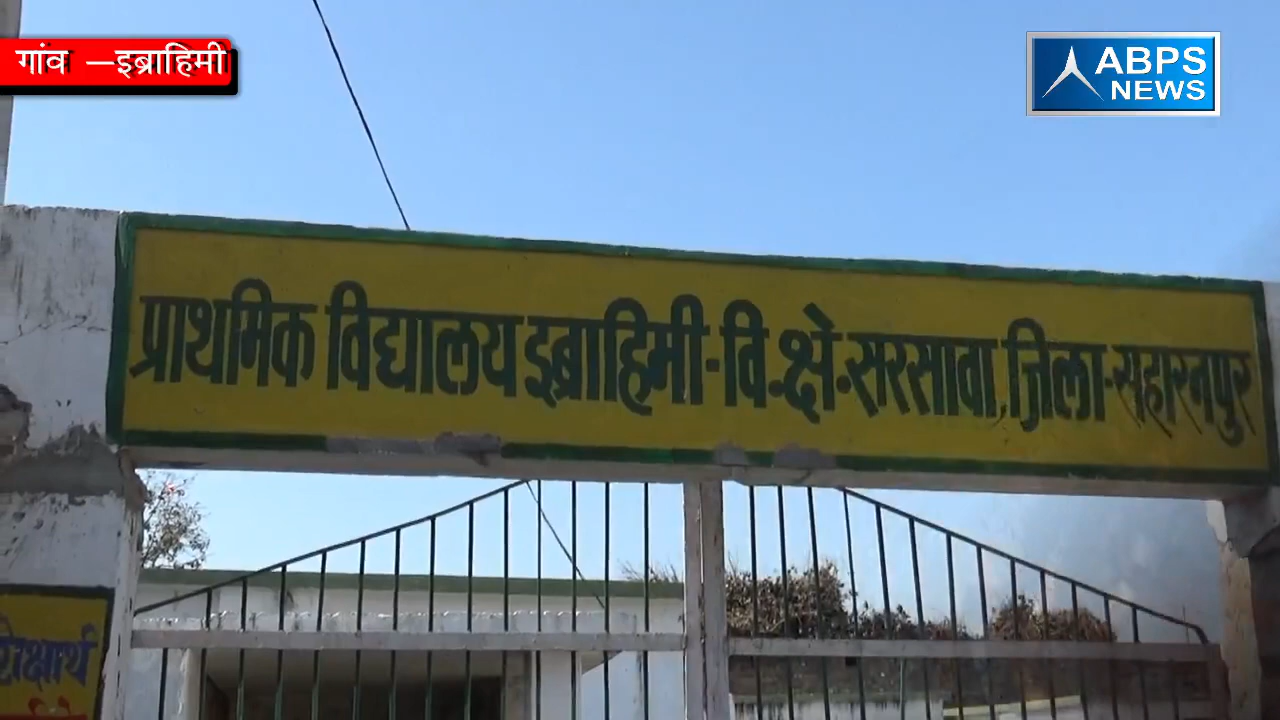 गांव –इब्राहिमी
ABPS
NEWS
प्राथमिक विद्यालय इब्राहिमी-वि.क्षे.सरसावा,जिला-सहारनपुर